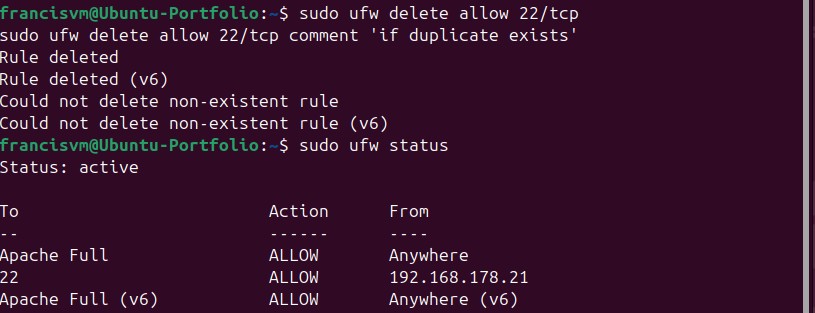 francisvm@Ubuntu-Portfolio:~$ sudo ufw delete allow 22/tcp
sudo ufw delete allow 22/tcp comment 'if duplicate exists'
Rule deleted
Rule deleted (v6)
Could not delete non-existent rule
Could not delete non-existent rule (v6)
francisvm@Ubuntu-Portfolio:~$ sudo ufw status
Status: active
To                         Action      From
--                         ------      ----
Apache Full                ALLOW       Anywhere
22                         ALLOW       192.168.178.21
Apache Full (v6)           ALLOW       Anywhere (v6)